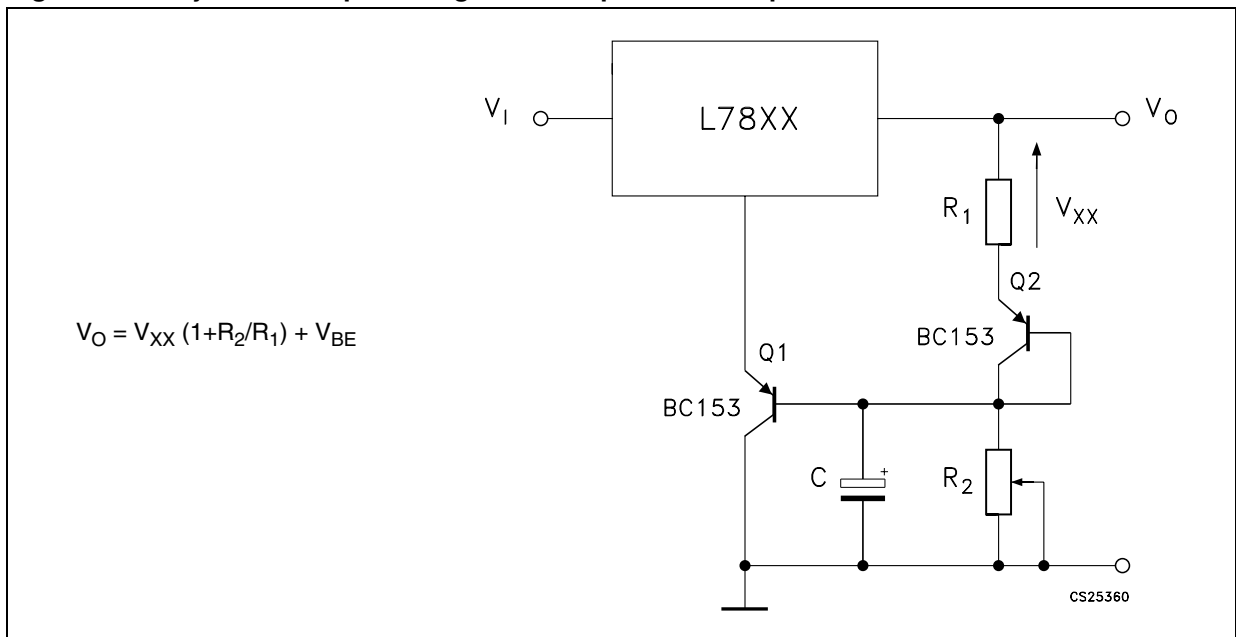 V_I
L78XX
V_O
R_1
V_XX
Q2
BC153
V_O = V_XX (1+R_2/R_1) + V_BE
Q1
BC153
C
+
R_2
CS25360